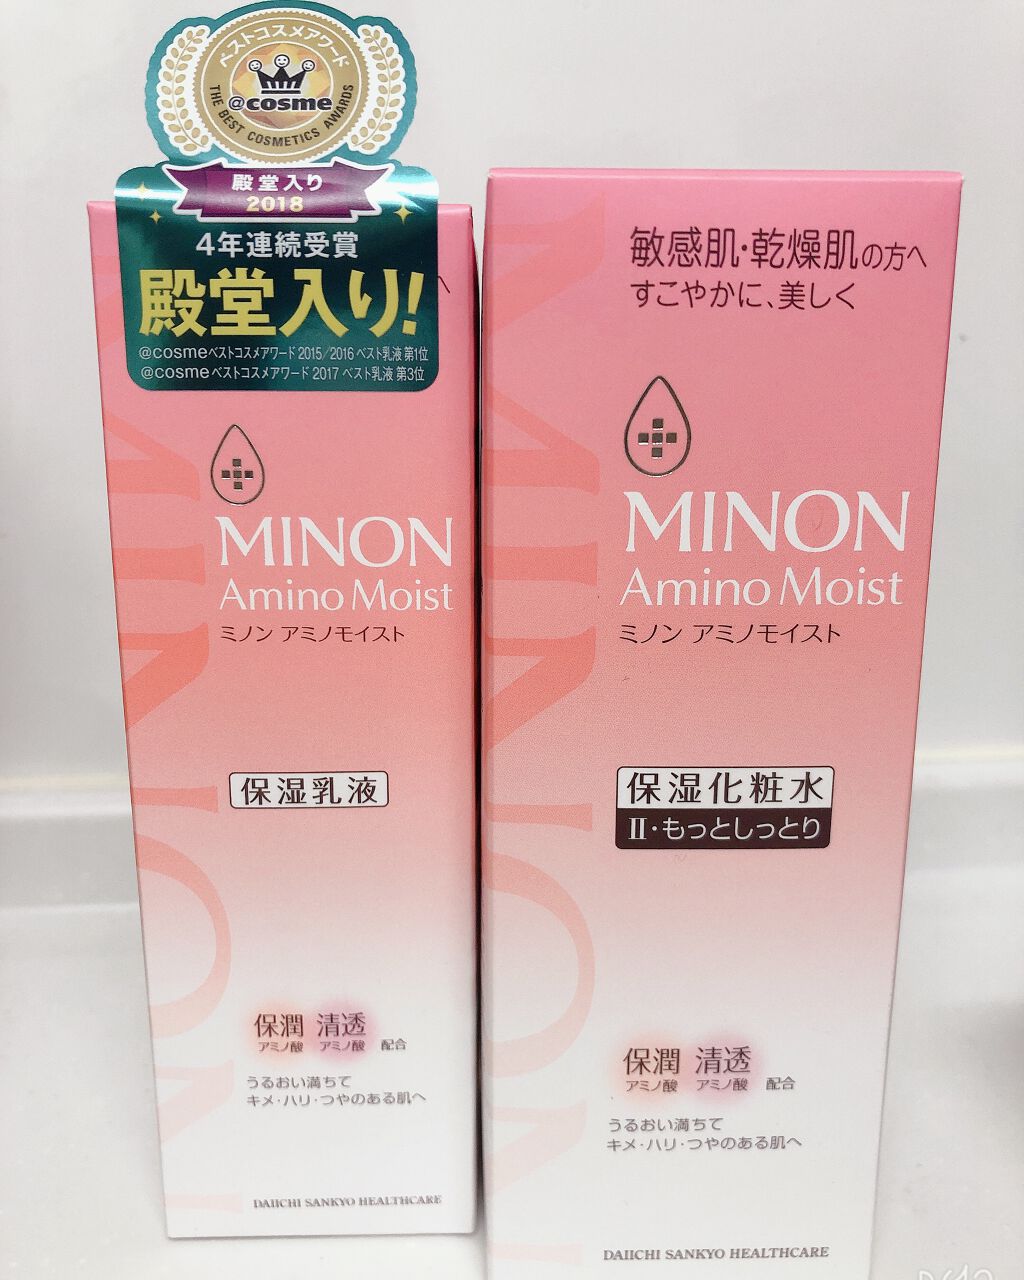 ベストコスメアワード
@cosme
THE BEST COSMETICS AWARDS
殿堂入り
2018
4年連続受賞
殿堂入り!
@cosmeベストコスメアワード 2015/2016 ベスト乳液 第1位
@cosmeベストコスメアワード 2017 ベスト乳液 第3位
へ
MINON
Amino Moist
ミノン アミノモイスト
保湿乳液
保潤 清透
アミノ酸 アミノ酸 配合
うるおい満ちて
キメ・ハリ・つやのある肌へ
DAIICHI SANKYO HEALTHCARE
MINON
敏感肌・乾燥肌の方へ
すこやかに、美しく
MINON
Amino Moist
ミノン アミノモイスト
保湿化粧水
II・もっとしっとり
保潤 清透
アミノ酸 アミノ酸 配合
うるおい満ちて
キメ・ハリ・つやのある肌へ
DAIICHI SANKYO HEALTHCARE
MINON